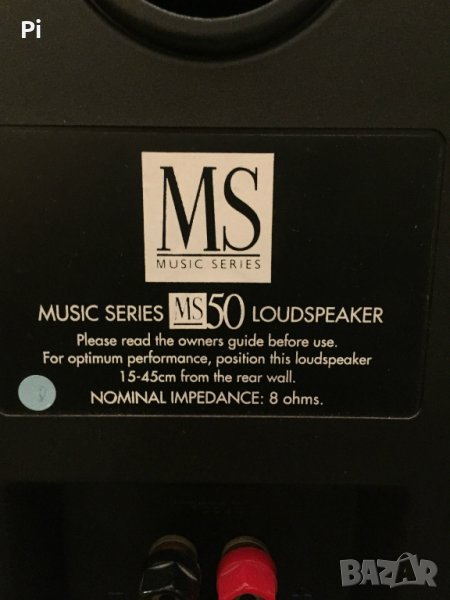 Pi
MS
MUSIC SERIES
MUSIC SERIES MS50 LOUDSPEAKER
Please read the owners guide before use.
For optimum performance, position this loudspeaker
15-45cm from the rear wall.
NOMINAL IMPEDANCE: 8 ohms.
BAZAR